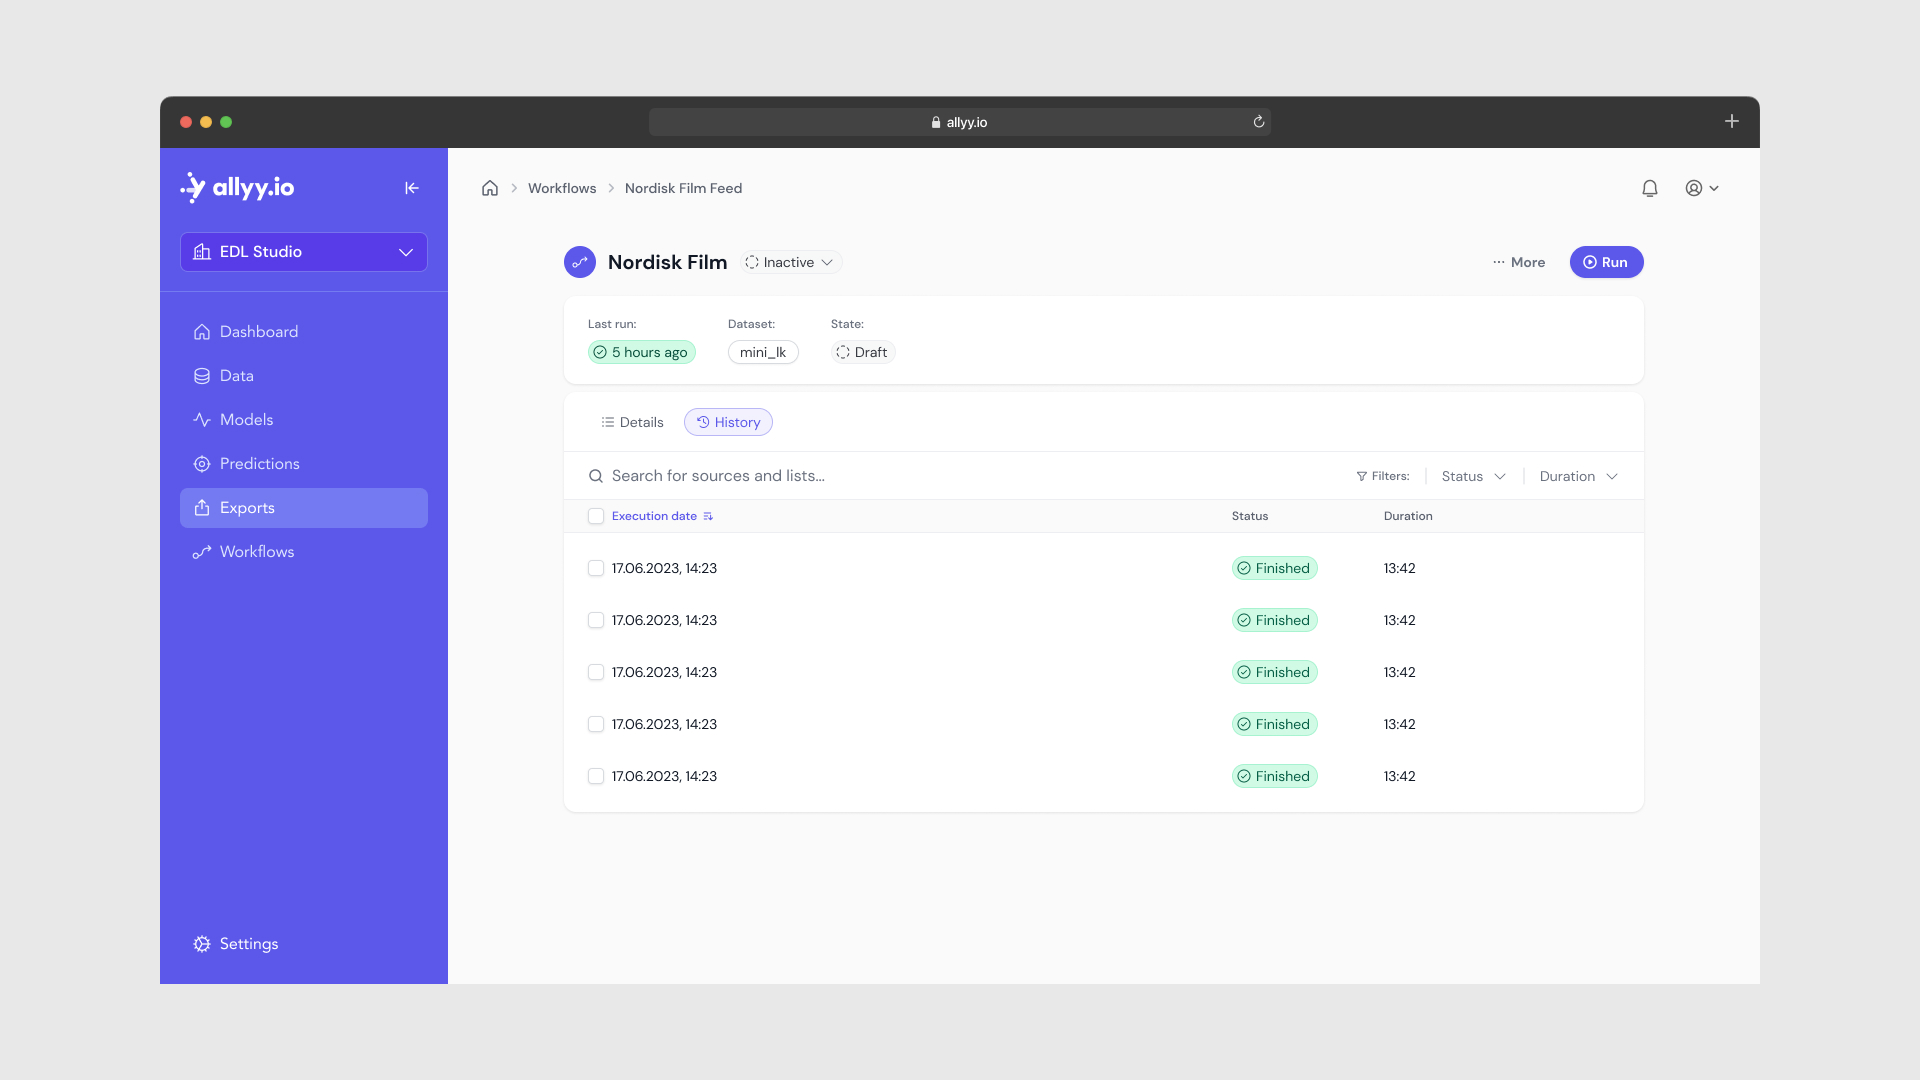 allyy.io
allyy.io
EDL Studio
Dashboard
Data
Models
Predictions
Exports
Workflows
Settings
Workflows
Nordisk Film Feed
Nordisk Film
Inactive
More
Run
Last run:
5 hours ago
Dataset:
mini_lk
State:
Draft
Details
History
Search for sources and lists...
Filters:
Status
Duration
Execution date
Status
Duration
17.06.2023, 14:23
Finished
13:42
17.06.2023, 14:23
Finished
13:42
17.06.2023, 14:23
Finished
13:42
17.06.2023, 14:23
Finished
13:42
17.06.2023, 14:23
Finished
13:42